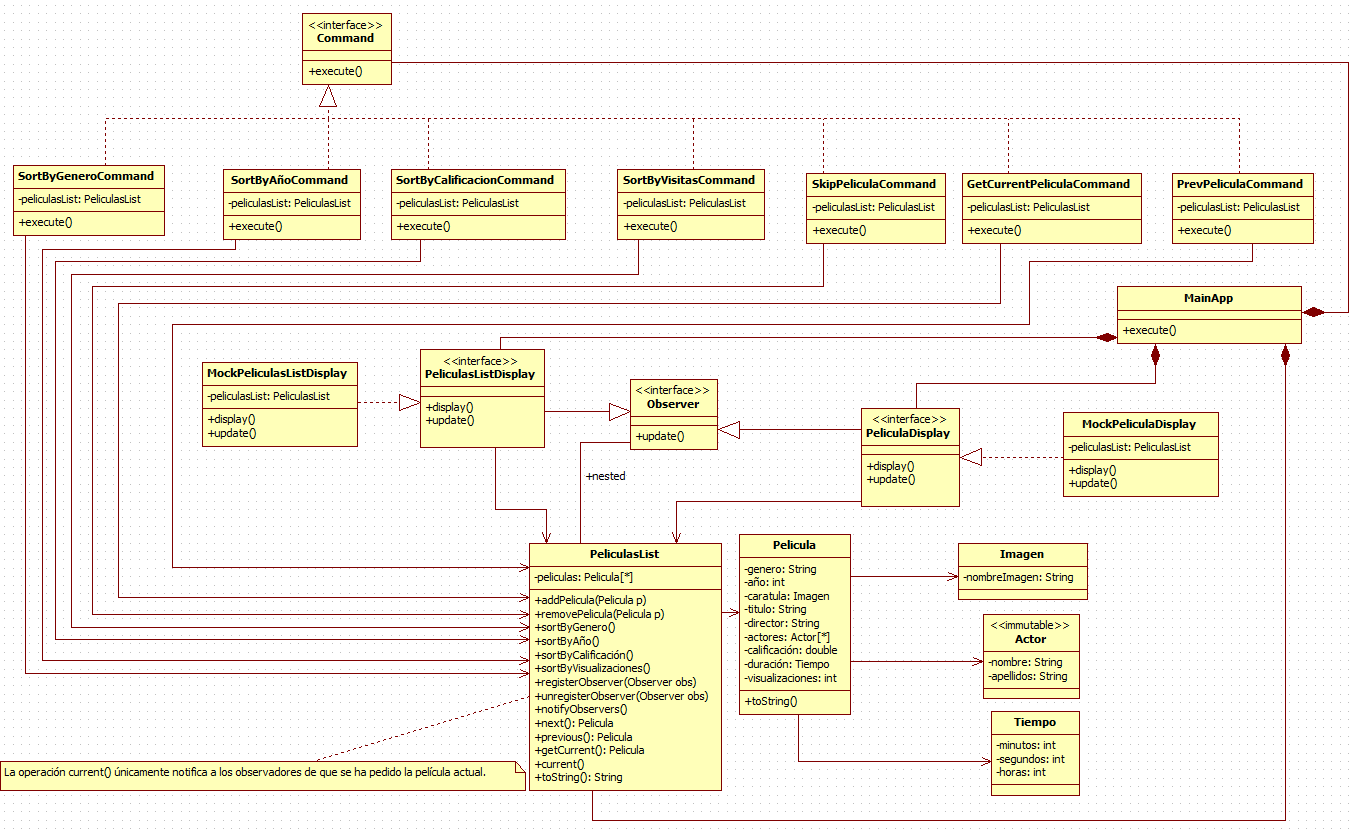 <<interface>>
Command
+execute()
SortByGeneroCommand
-peliculasList: PeliculasList
+execute()
SortByAñoCommand
-peliculasList: PeliculasList
+execute()
SortByCalificacionCommand
-peliculasList: PeliculasList
+execute()
SortByVisitasCommand
-peliculasList: PeliculasList
+execute()
SkipPeliculaCommand
-peliculasList: PeliculasList
+execute()
GetCurrentPeliculaCommand
-peliculasList: PeliculasList
+execute()
PrevPeliculaCommand
-peliculasList: PeliculasList
+execute()
MainApp
+execute()
MockPeliculasListDisplay
-peliculasList: PeliculasList
+display()
+update()
<<interface>>
PeliculasListDisplay
+display()
+update()
<<interface>>
Observer
+update()
+nested
<<interface>>
PeliculaDisplay
+display()
+update()
MockPeliculaDisplay
-peliculasList: PeliculasList
+display()
+update()
PeliculasList
-peliculas: Pelicula[*]
+addPelicula(Pelicula p)
+removePelicula(Pelicula p)
+sortByGenero()
+sortByAño()
+sortByCalificación()
+sortByVisualizaciones()
+registerObserver(Observer obs)
+unregisterObserver(Observer obs)
+notifyObservers()
+next(): Pelicula
+previous(): Pelicula
+getCurrent(): Pelicula
+current()
+toString(): String
Pelicula
-genero: String
-año: int
-caratula: Imagen
-titulo: String
-director: String
-actores: Actor[*]
-calificación: double
-duración: Tiempo
-visualizaciones: int
+toString()
Imagen
-nombreImagen: String
<<immutable>>
Actor
-nombre: String
-apellidos: String
Tiempo
-minutos: int
-segundos: int
-horas: int
La operación current() únicamente notifica a los observadores de que se ha pedido la película actual.